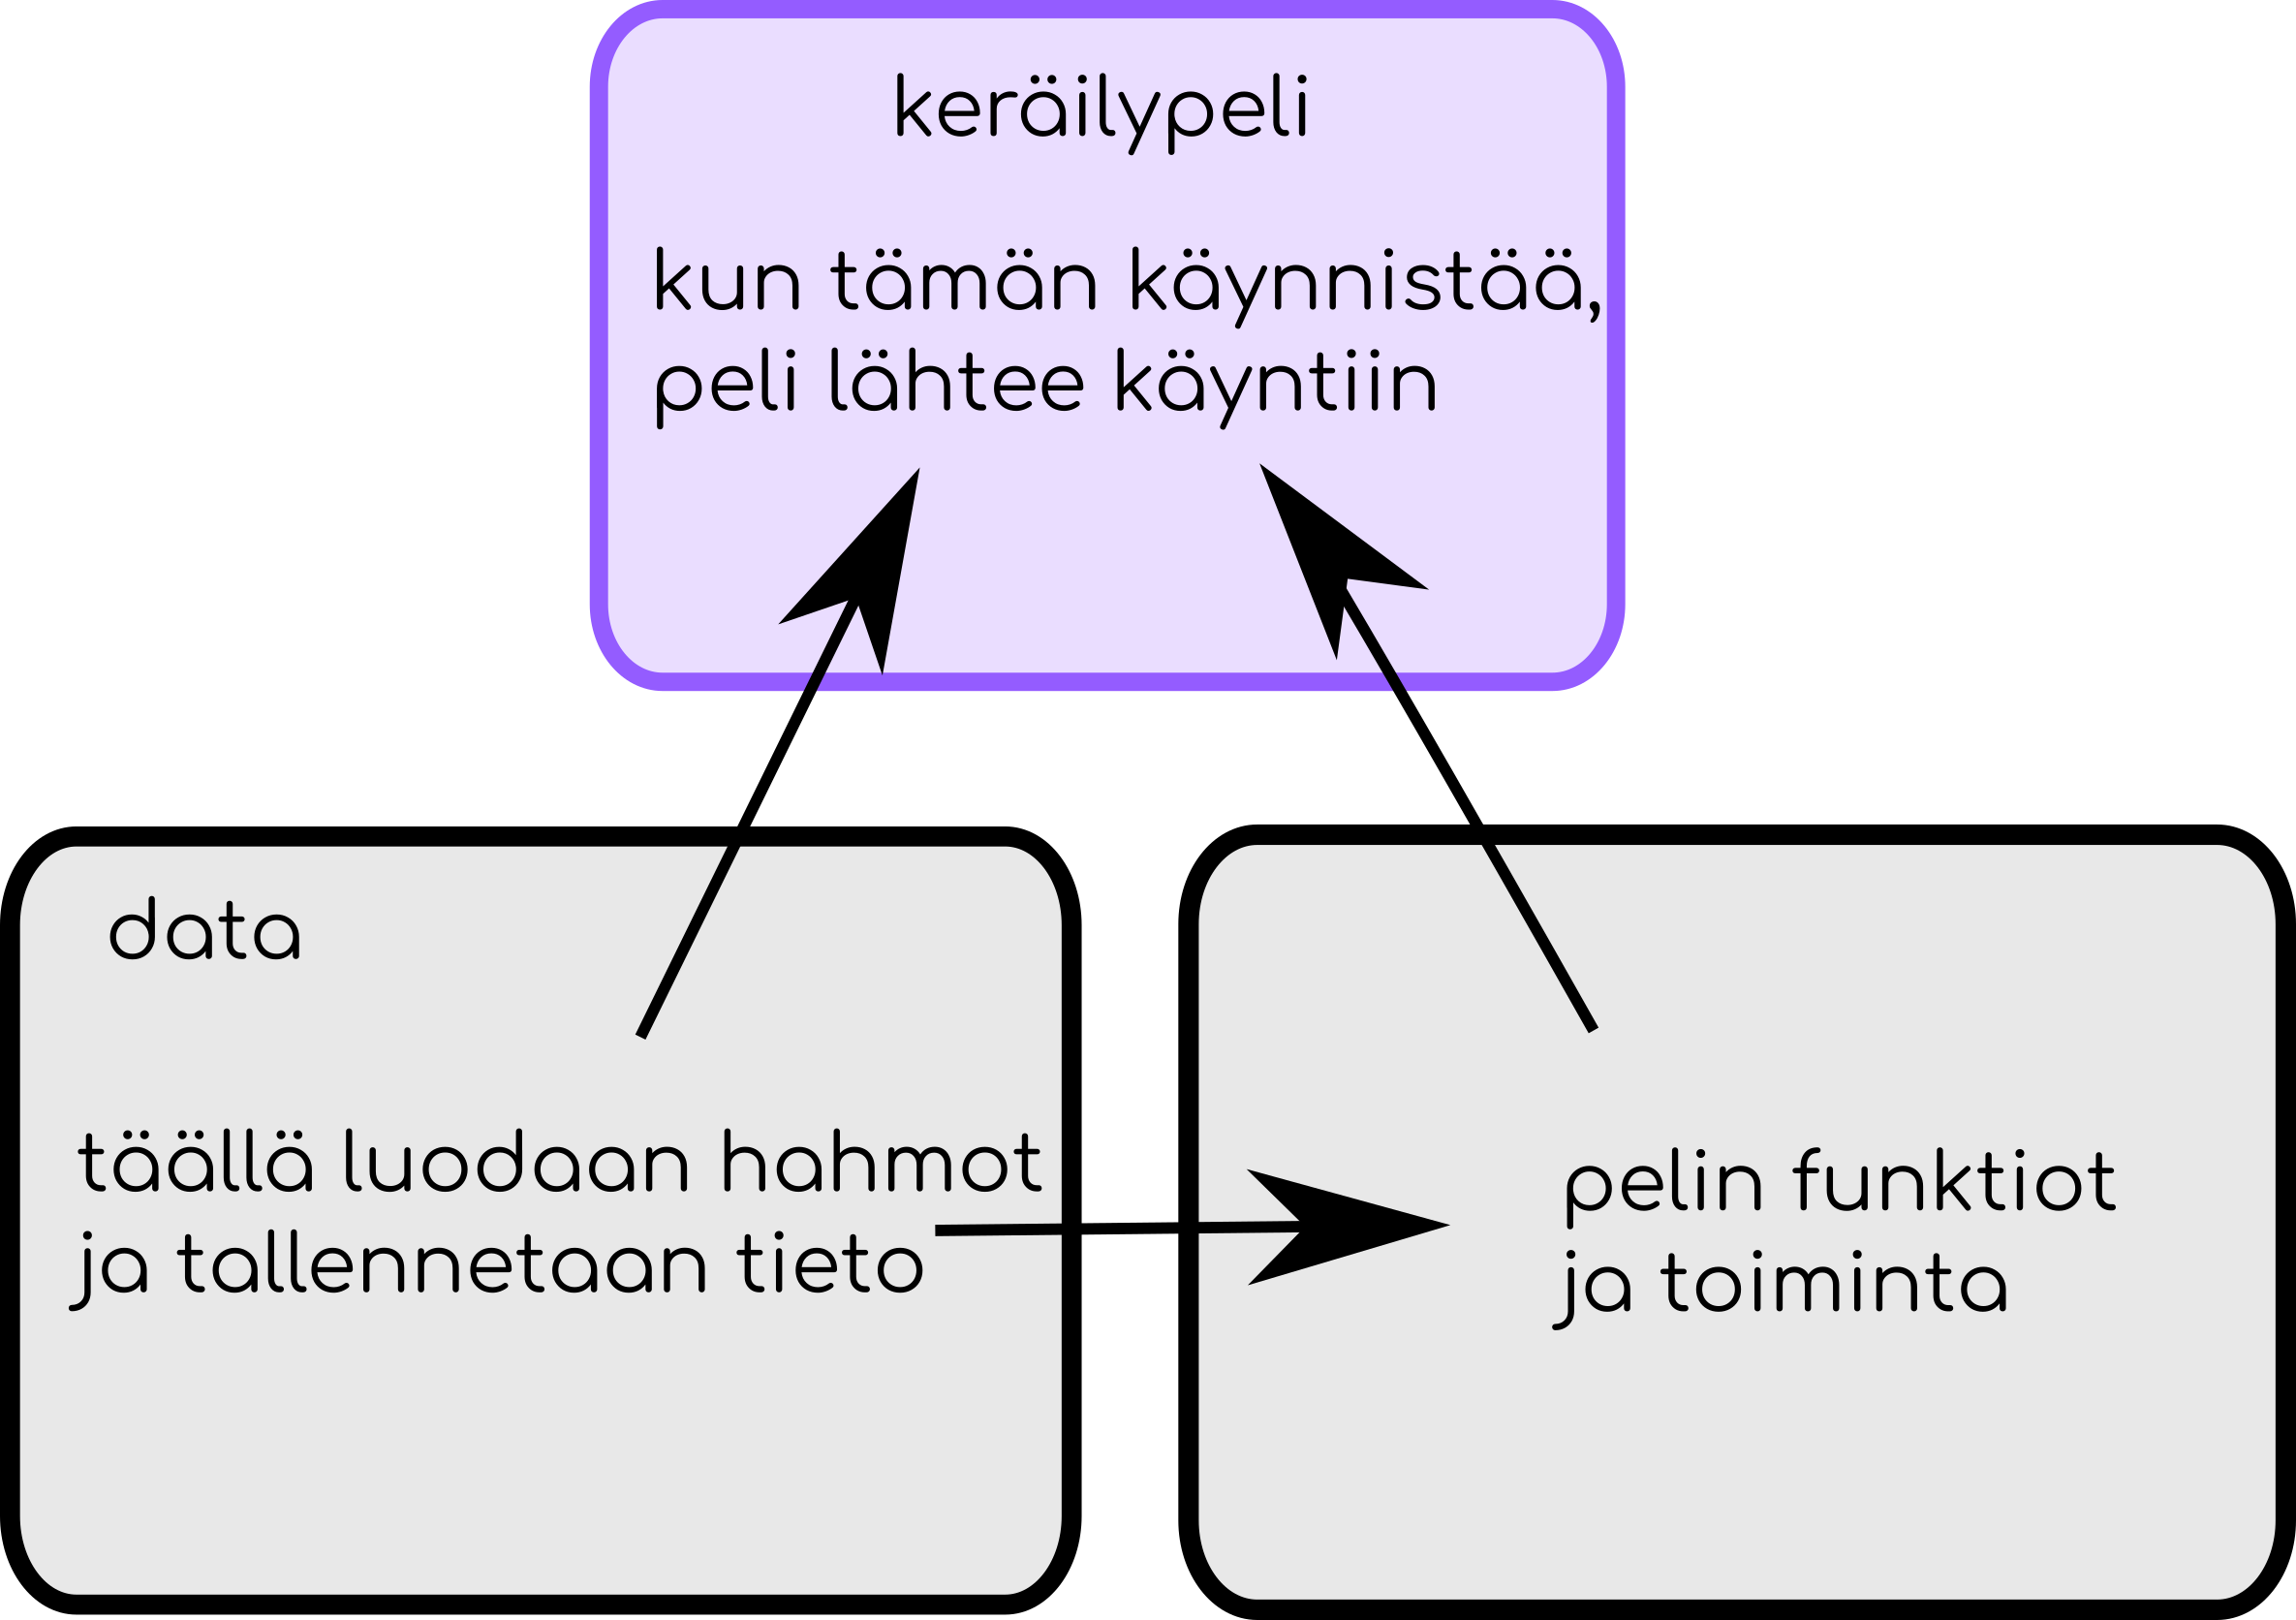 keräilypeli
kun tämän käynnistää,
peli lähtee käyntiin
data
täällä luodaan hahmot
ja tallennetaan tieto
pelin funktiot
ja toiminta